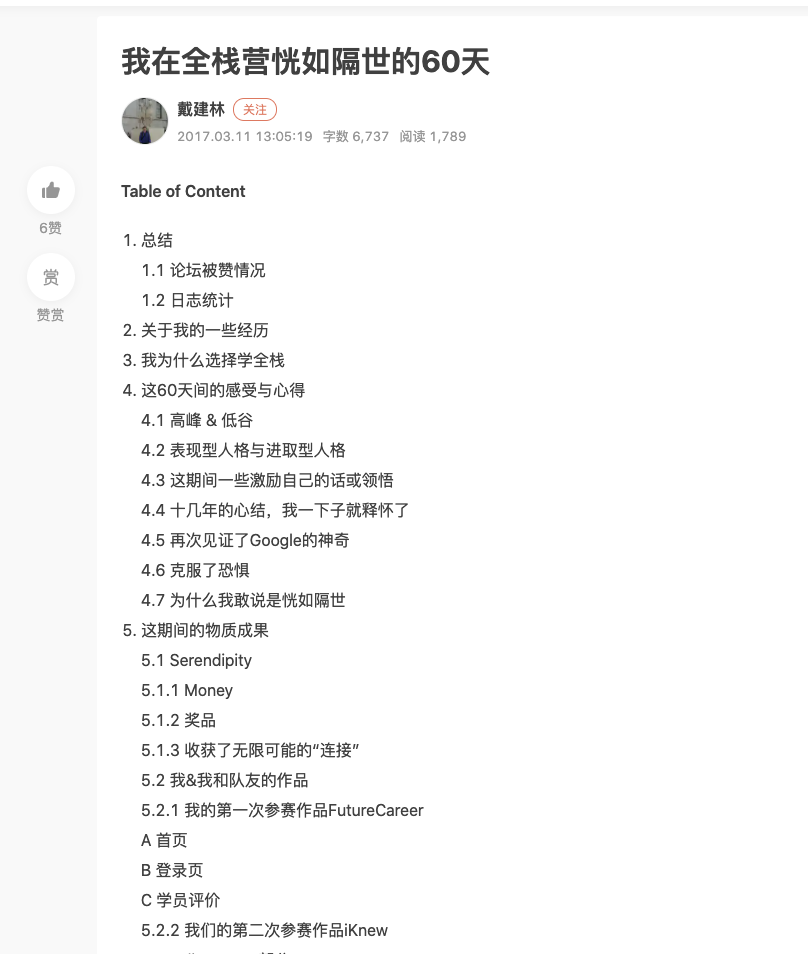 我在全栈营恍如隔世的60天
戴建林 关注
2017.03.11 13:05:19 字数 6,737 阅读 1,789
6赞
赏
赞赏
Table of Content
1. 总结
1.1 论坛被赞情况
1.2 日志统计
2. 关于我的一些经历
3. 我为什么选择学全栈
4. 这60天间的感受与心得
4.1 高峰 & 低谷
4.2 表现型人格与进取型人格
4.3 这期间一些激励自己的话或领悟
4.4 十几年的心结，我一下子就释怀了
4.5 再次见证了Google的神奇
4.6 克服了恐惧
4.7 为什么我敢说是恍如隔世
5. 这期间的物质成果
5.1 Serendipity
5.1.1 Money
5.1.2 奖品
5.1.3 收获了无限可能的“连接”
5.2 我&我和队友的作品
5.2.1 我的第一次参赛作品FutureCareer
A 首页
B 登录页
C 学员评价
5.2.2 我们的第二次参赛作品iKnew